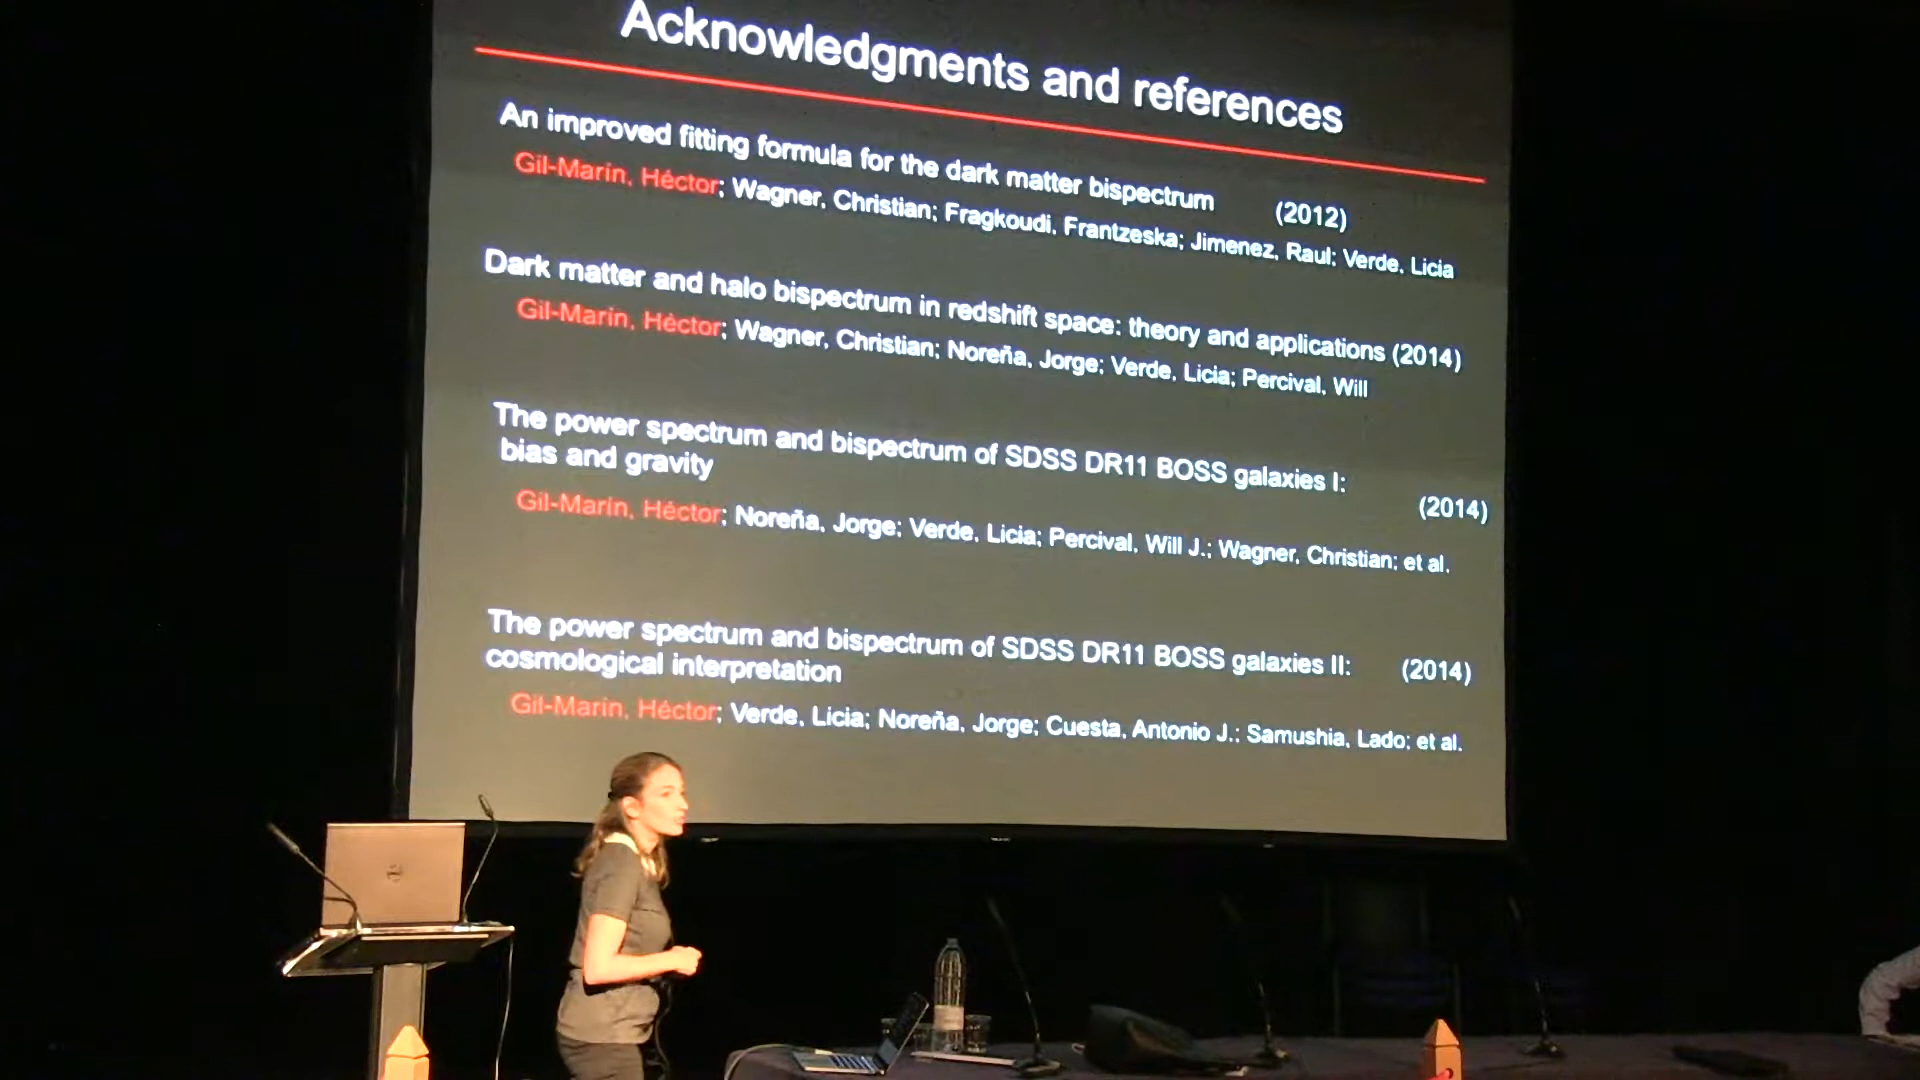 Acknowledgments and references
An improved fitting formula for the dark matter bispectrum (2012)
Gil-Marín, Héctor; Wagner, Christian; Fragkoudi, Frantzeska; Jimenez, Raul; Verde, Licia
Dark matter and halo bispectrum in redshift space: theory and applications (2014)
Gil-Marín, Héctor; Wagner, Christian; Noreña, Jorge; Verde, Licia; Percival, Will
The power spectrum and bispectrum of SDSS DR11 BOSS galaxies I:
bias and gravity (2014)
Gil-Marín, Héctor; Noreña, Jorge; Verde, Licia; Percival, Will J.; Wagner, Christian; et al.
The power spectrum and bispectrum of SDSS DR11 BOSS galaxies II: (2014)
cosmological interpretation
Gil-Marín, Héctor; Verde, Licia; Noreña, Jorge; Cuesta, Antonio J.; Samushia, Lado; et al.